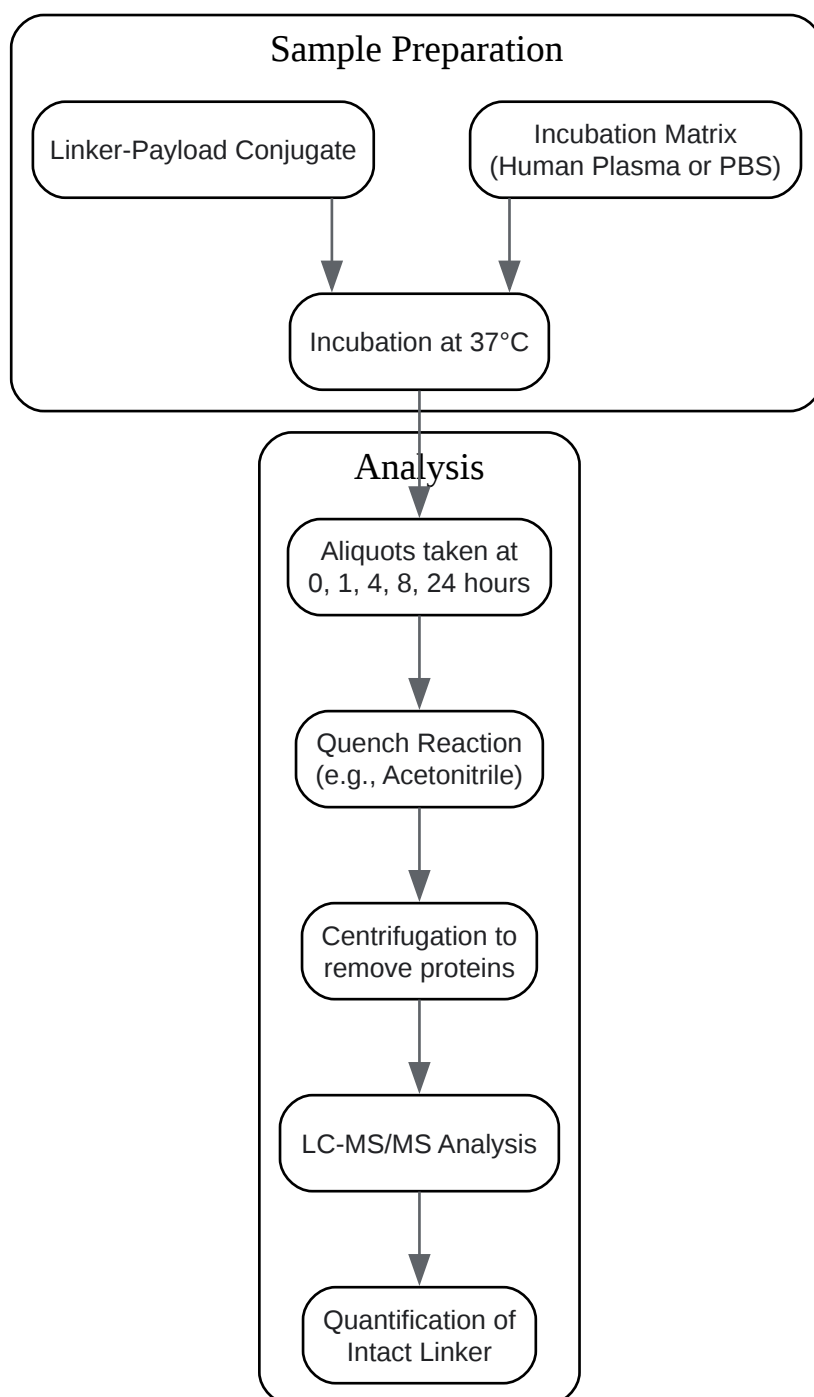 Sample Preparation
Linker-Payload Conjugate
Incubation Matrix
(Human Plasma or PBS)
Incubation at 37°C
Analysis
Aliquots taken at
0, 1, 4, 8, 24 hours
Quench Reaction
(e.g., Acetonitrile)
Centrifugation to
remove proteins
LC-MS/MS Analysis
Quantification of
Intact Linker